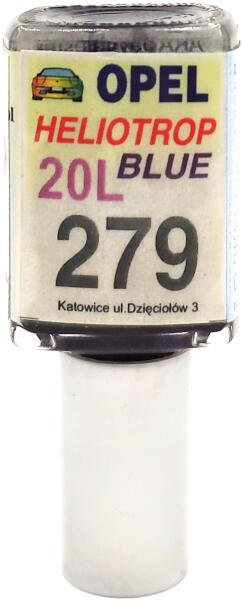 OPEL
HELIOTROP
20L BLUE
279
Katowice ul.Dzięciołów 3